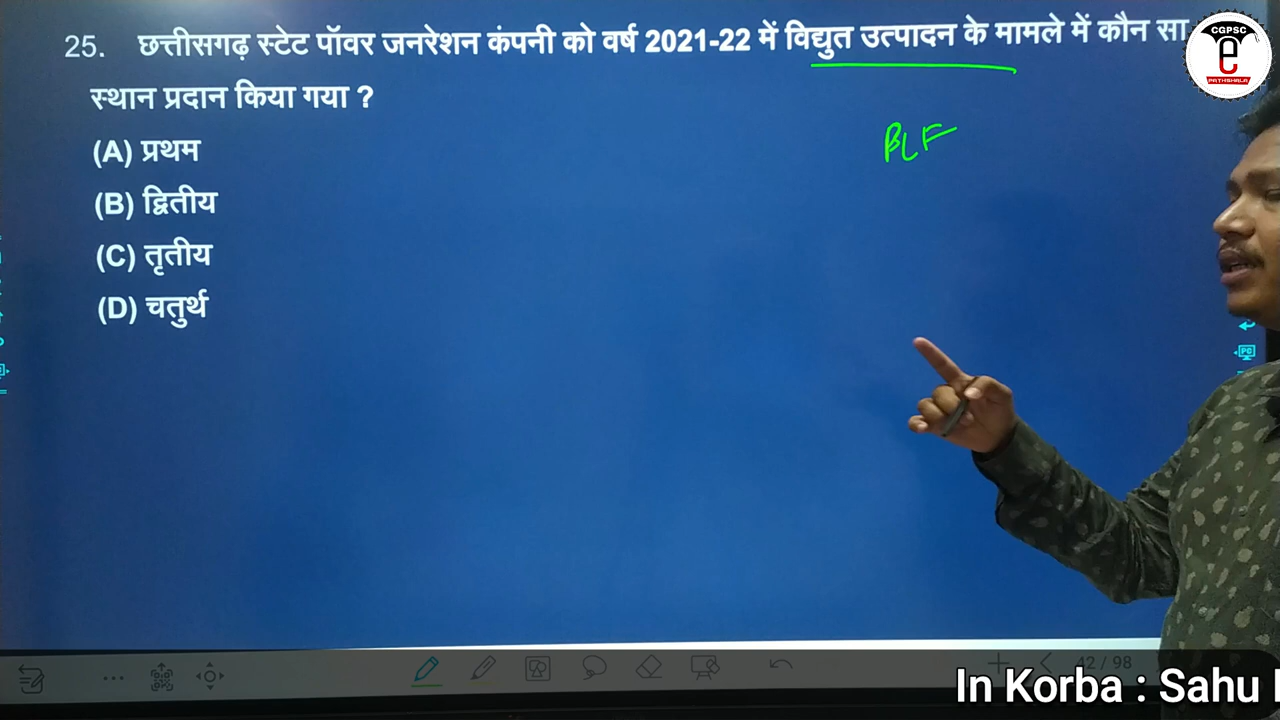 25. छत्तीसगढ़ स्टेट पॉवर जनरेशन कंपनी को वर्ष 2021-22 में विद्युत उत्पादन के मामले में कौन सा
स्थान प्रदान किया गया ?
(A) प्रथम
(B) द्वितीय
(C) तृतीय
(D) चतुर्थ
PLF
CGPSC
e
PATHSHALA
42 / 98
In Korba : Sahu